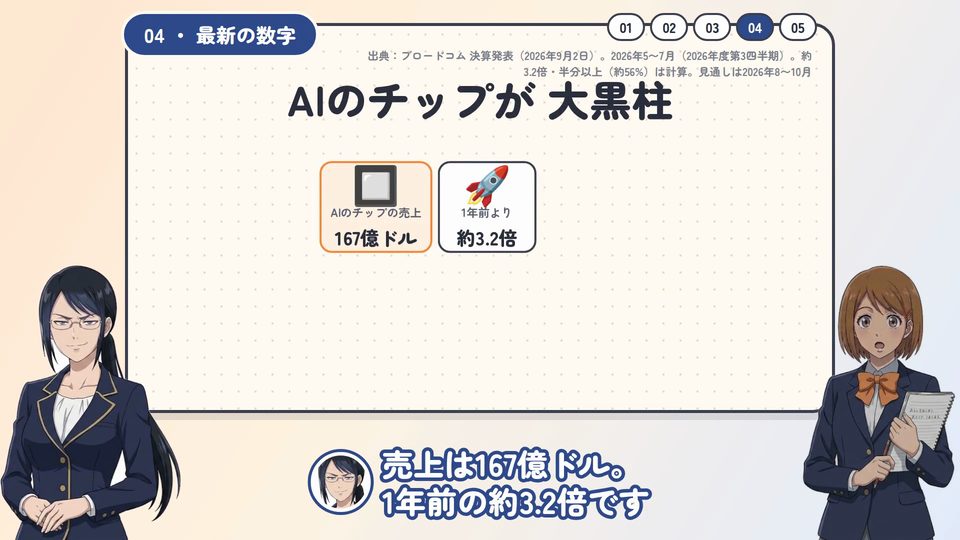 04 ・ 最新の数字
01 02 03 04 05
出典：ブロードコム 決算発表（2026年9月2日）。2026年5〜7月（2026年度第3四半期）。約
3.2倍・半分以上（約56%）は計算。見通しは2026年8〜10月
AIのチップが 大黒柱
AIのチップの売上
167億ドル
1年前より
約3.2倍
売上は167億ドル。
1年前の約3.2倍です